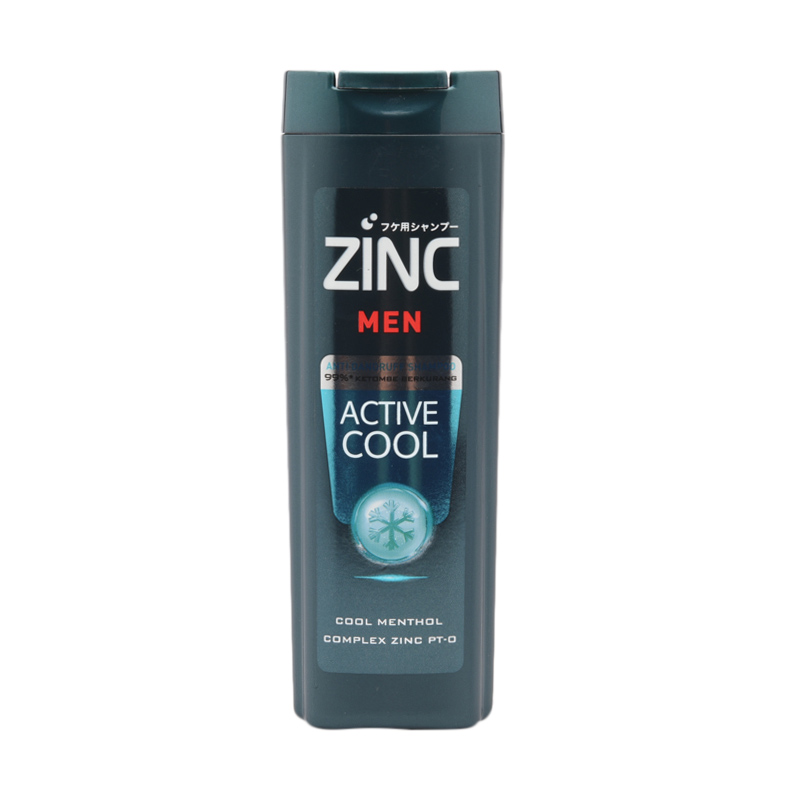 フケ用シャンプー
ZINC
MEN
99%* KETOMBE BERKURANG
ACTIVE
COOL
COOL MENTHOL
COMPLEX ZINC PT-O